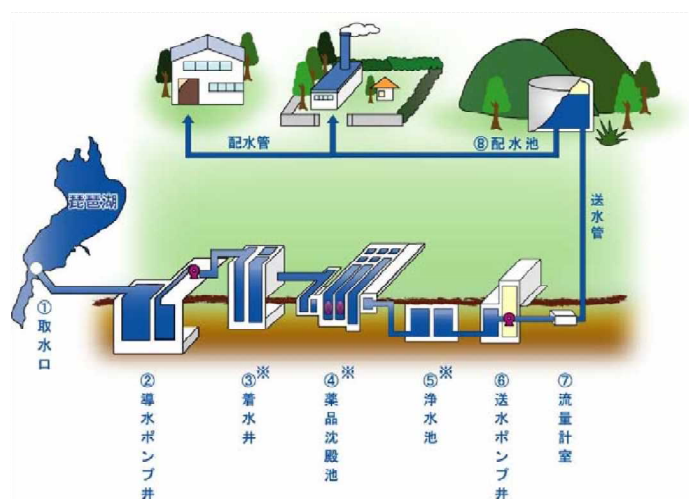 配水管
⑧配水池
琵琶湖
送水管
①取水口
②導水ポンプ井
③着水井※
④薬品沈殿池※
⑤浄水池※
⑥送水ポンプ井
⑦流量計室